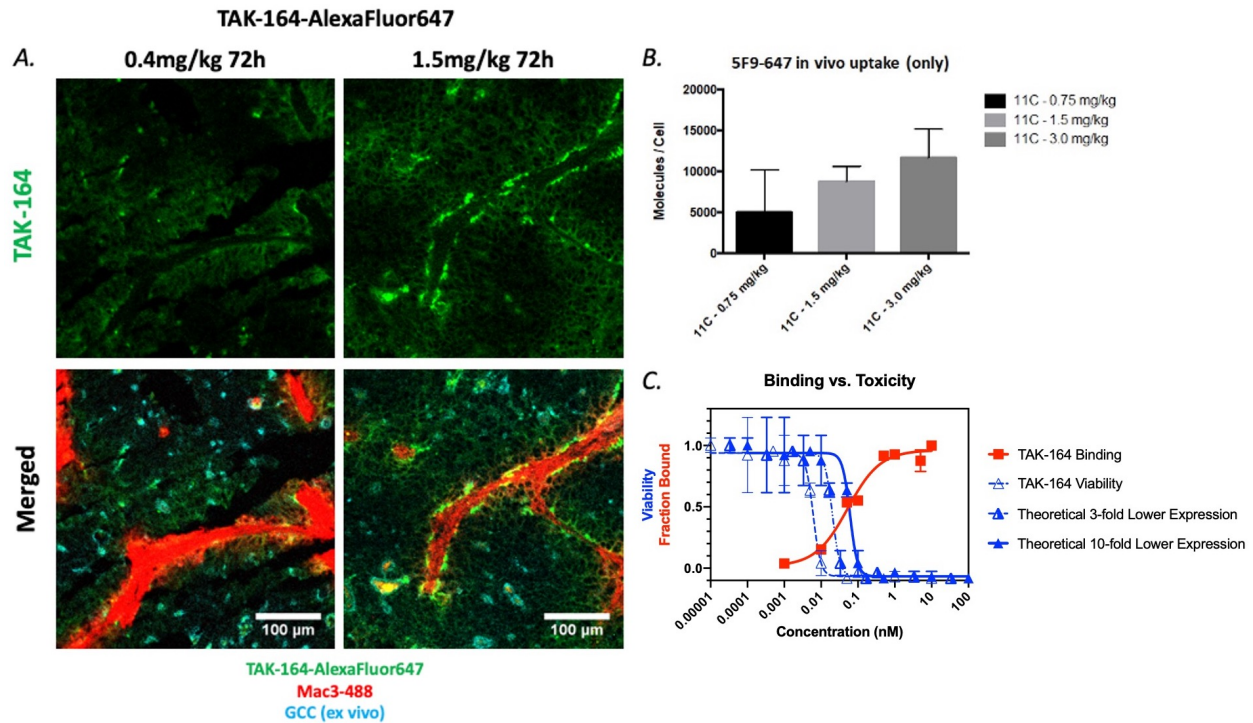 TAK-164-AlexaFluor647
A.
0.4mg/kg 72h
1.5mg/kg 72h
TAK-164
Merged
100 µm
100 µm
TAK-164-AlexaFluor647
Mac3-488
GCC (ex vivo)
B.
5F9-647 in vivo uptake (only)
Molecules / Cell
20000
15000
10000
5000
0
11C - 0.75 mg/kg
11C - 1.5 mg/kg
11C - 3.0 mg/kg
11C - 0.75 mg/kg
11C - 1.5 mg/kg
11C - 3.0 mg/kg
C.
Binding vs. Toxicity
Viability
Fraction Bound
1.0
0.5
0.0
0.00001
0.0001
0.001
0.01
0.1
1
10
100
Concentration (nM)
TAK-164 Binding
TAK-164 Viability
Theoretical 3-fold Lower Expression
Theoretical 10-fold Lower Expression